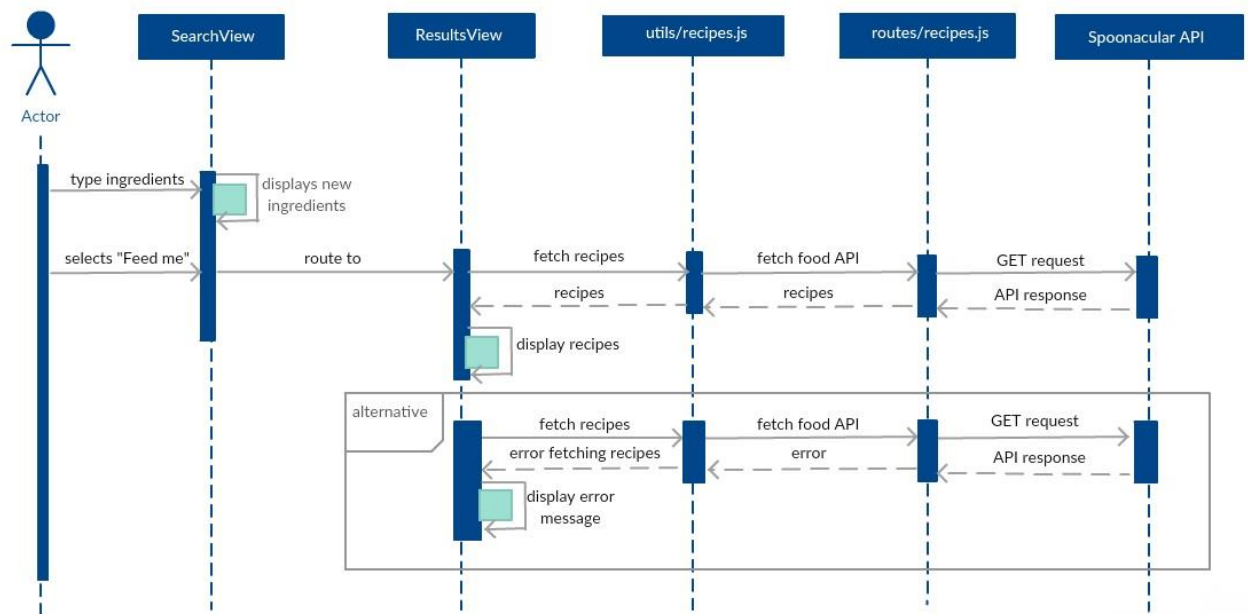 SearchView
ResultsView
utils/recipes.js
routes/recipes.js
Spoonacular API
Actor
type ingredients
displays new
ingredients
selects "Feed me"
route to
fetch recipes
fetch food API
GET request
recipes
recipes
API response
display recipes
alternative
fetch recipes
fetch food API
GET request
error fetching recipes
error
API response
display error
message